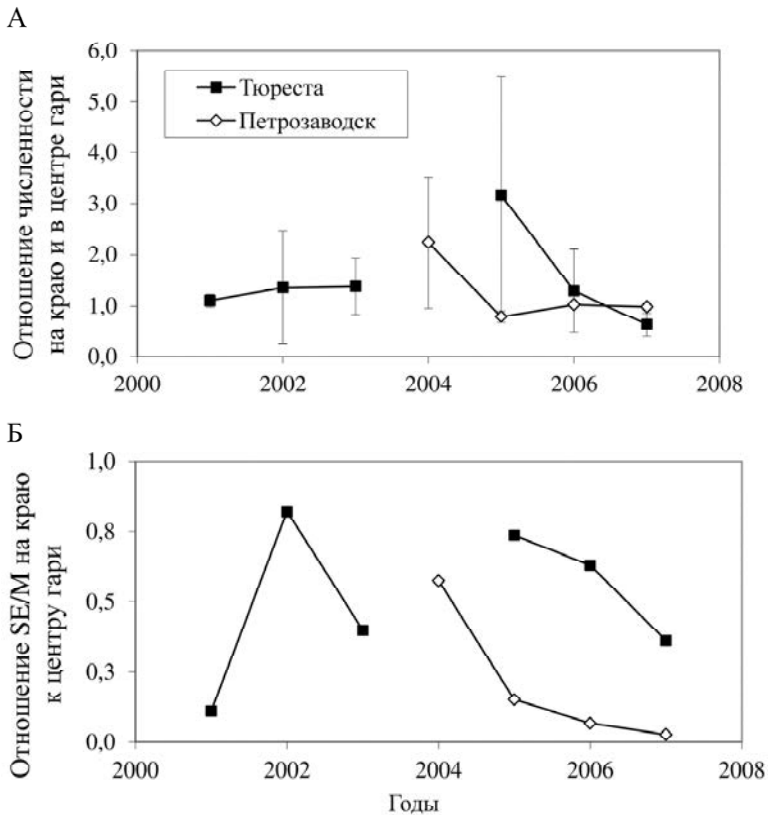 А
Отношение численности
на краю и в центре гари
6,0
5,0
4,0
3,0
2,0
1,0
0,0
Тюреста
Петрозаводск
2000 2002 2004 2006 2008
Б
Отношение SE/M на краю
к центру гари
1,0
0,8
0,5
0,3
0,0
2000 2002 2004 2006 2008
Годы